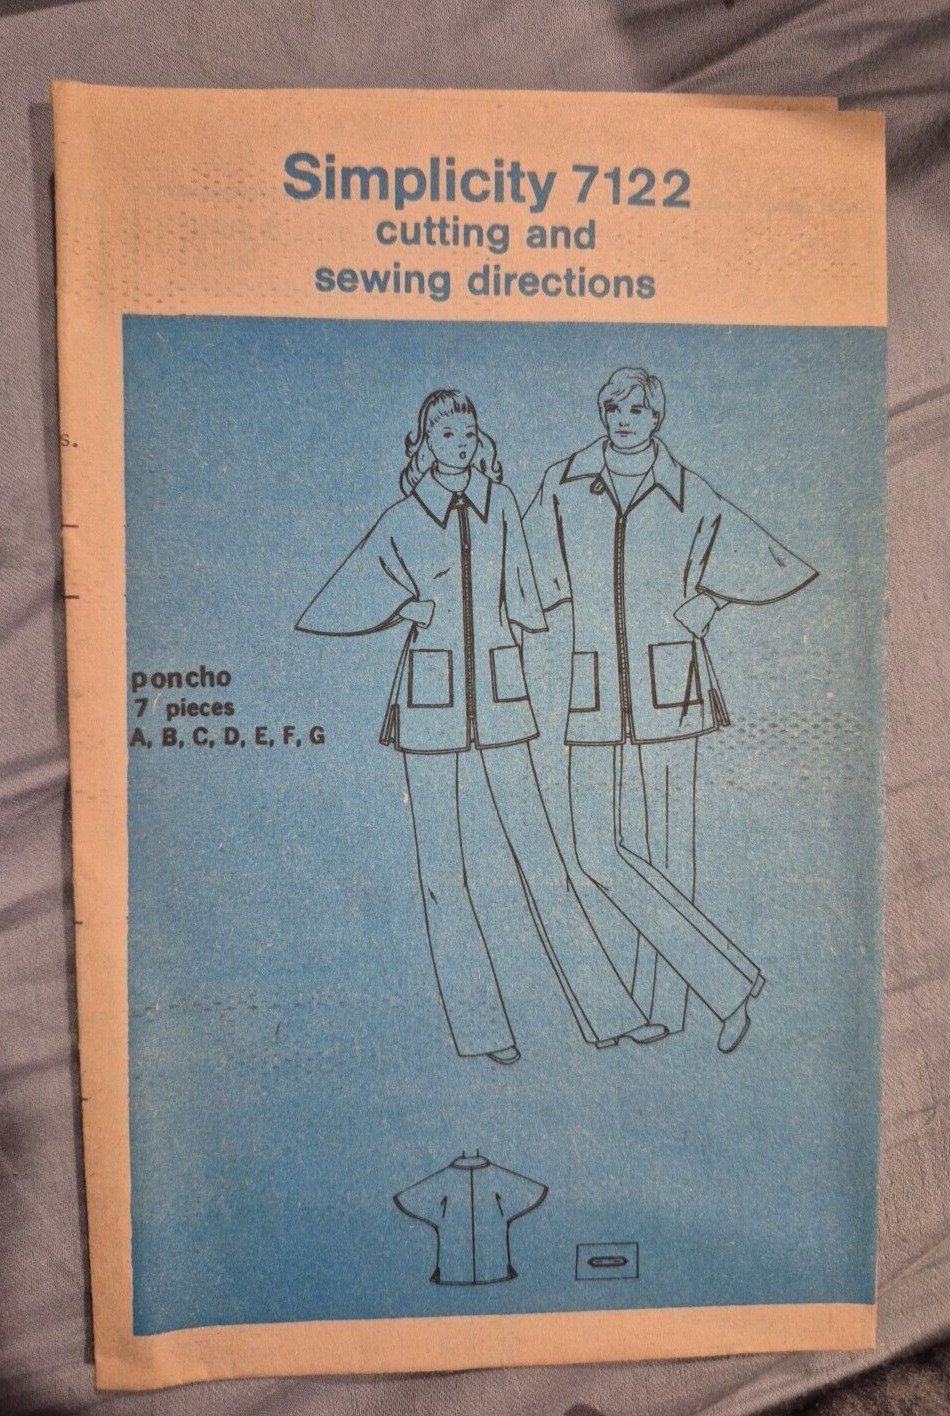 Simplicity 7122
cutting and
sewing directions
s.
poncho
7 pieces
A, B, C, D, E, F, G